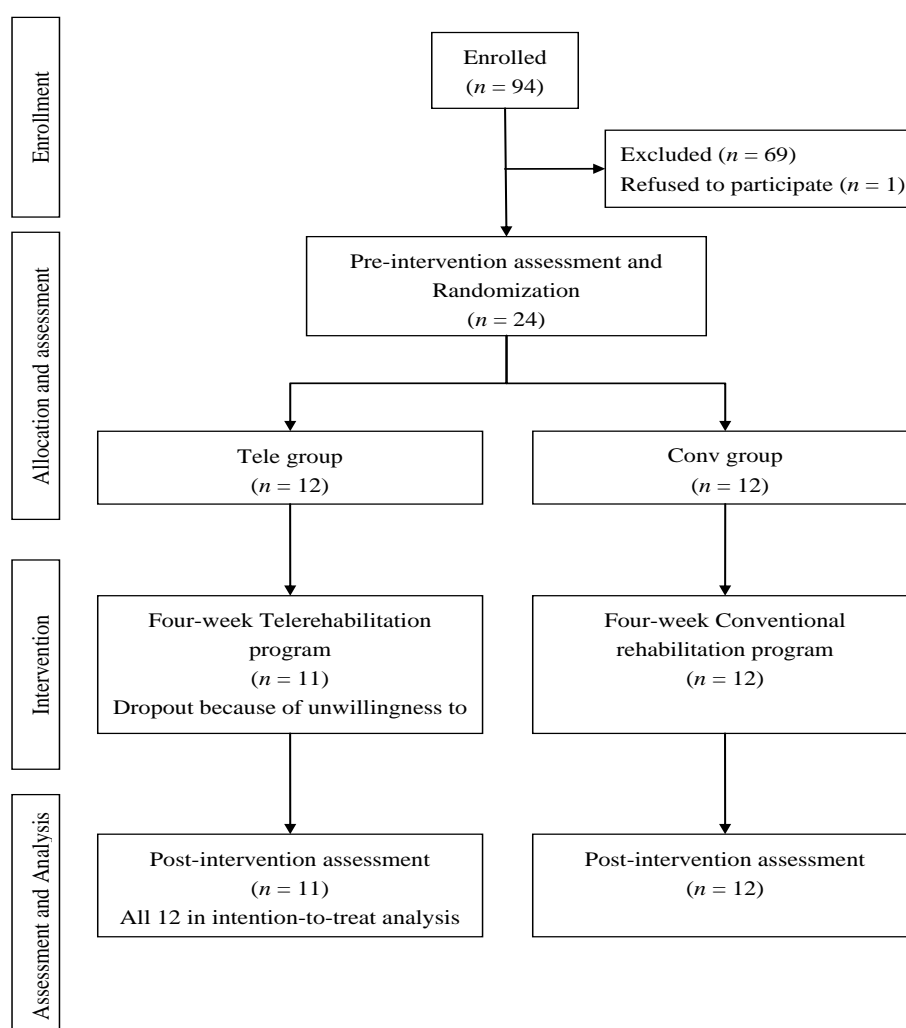 Enrollment
Enrolled
(n = 94)
Excluded (n = 69)
Refused to participate (n = 1)
Allocation and assessment
Pre-intervention assessment and
Randomization
(n = 24)
Tele group
(n = 12)
Conv group
(n = 12)
Intervention
Four-week Telerehabilitation
program
(n = 11)
Dropout because of unwillingness to
Four-week Conventional
rehabilitation program
(n = 12)
Assessment and Analysis
Post-intervention assessment
(n = 11)
All 12 in intention-to-treat analysis
Post-intervention assessment
(n = 12)